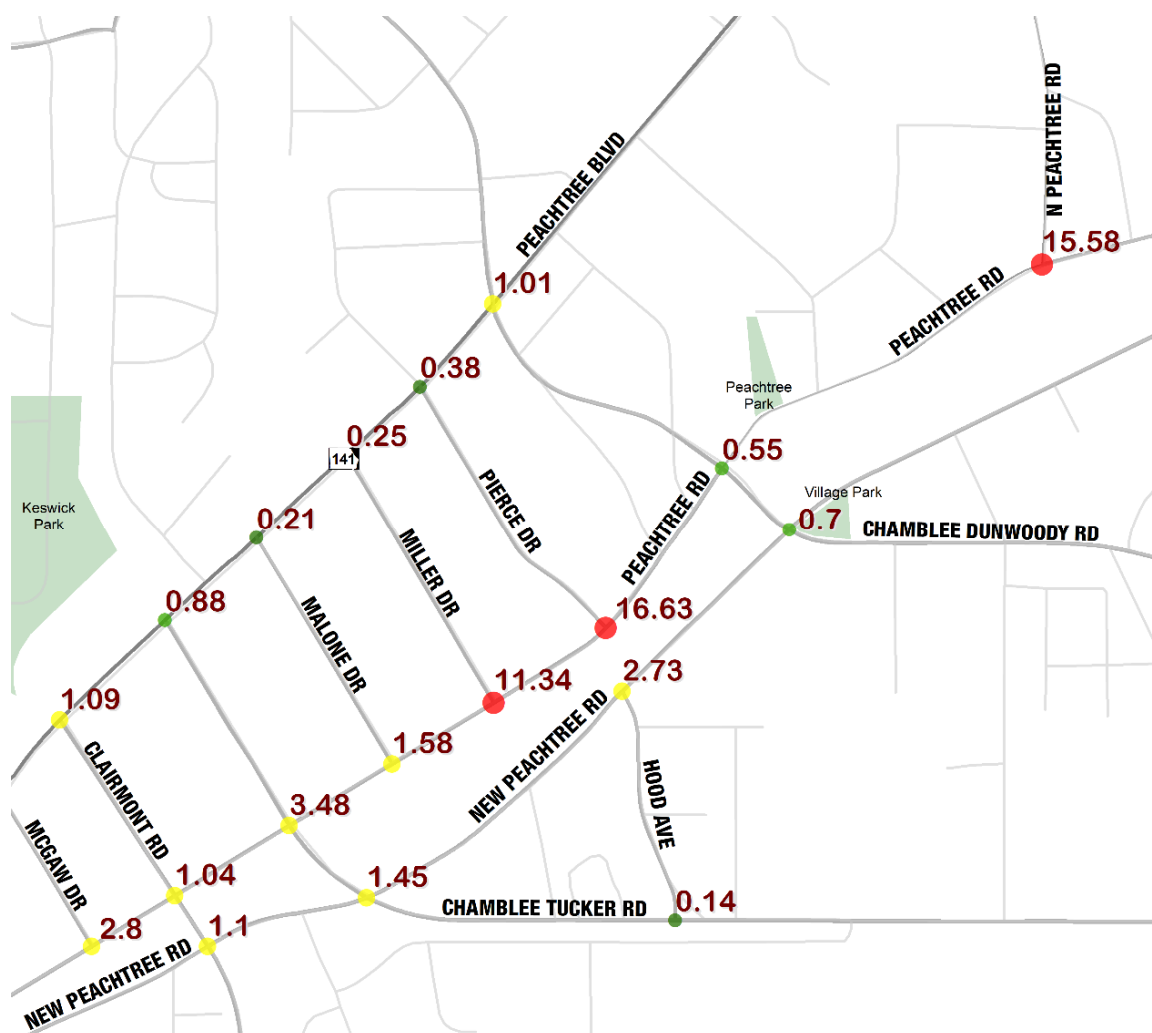 N PEACHTREE RD
PEACHTREE BLVD
15.58
1.01
PEACHTREE RD
0.38
Peachtree
Park
0.25
141
0.55
PIERCE DR
PEACHTREE RD
Village Park
Keswick
Park
0.21
0.7
CHAMBLEE DUNWOODY RD
MILLER DR
0.88
MALONE DR
16.63
2.73
11.34
1.09
NEW PEACHTREE RD
1.58
CLAIRMONT RD
HOOD AVE
3.48
MCGAW DR
1.04
1.45
CHAMBLEE TUCKER RD
0.14
2.8
1.1
NEW PEACHTREE RD